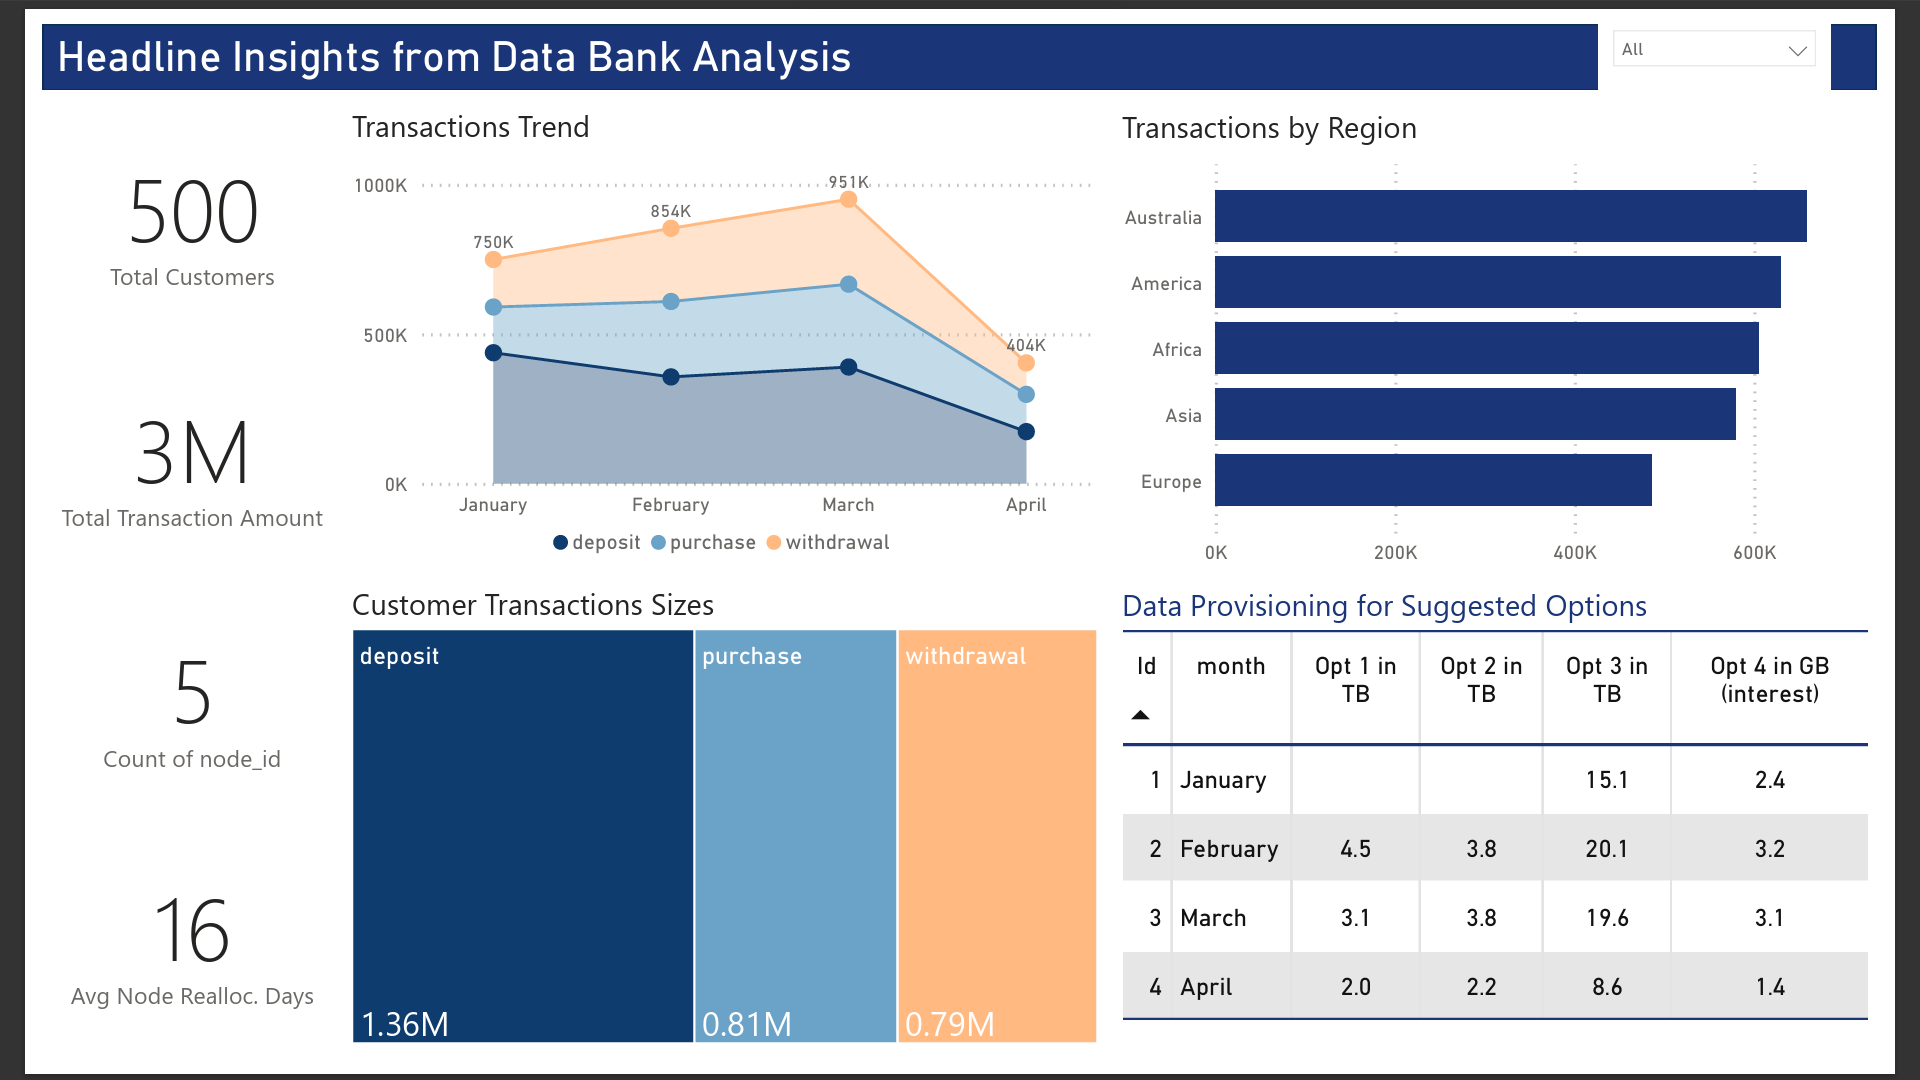 Headline Insights from Data Bank Analysis
All
500
Total Customers
3M
Total Transaction Amount
5
Count of node_id
16
Avg Node Realloc. Days
Transactions Trend
1000K
500K
0K
750K
854K
951K
404K
January February March April
deposit purchase withdrawal
Transactions by Region
Australia
America
Africa
Asia
Europe
0K 200K 400K 600K
Customer Transactions Sizes
deposit purchase withdrawal
1.36M 0.81M 0.79M
Data Provisioning for Suggested Options
Id month Opt 1 in TB Opt 2 in TB Opt 3 in TB Opt 4 in GB (interest)
1 January 15.1 2.4
2 February 4.5 3.8 20.1 3.2
3 March 3.1 3.8 19.6 3.1
4 April 2.0 2.2 8.6 1.4